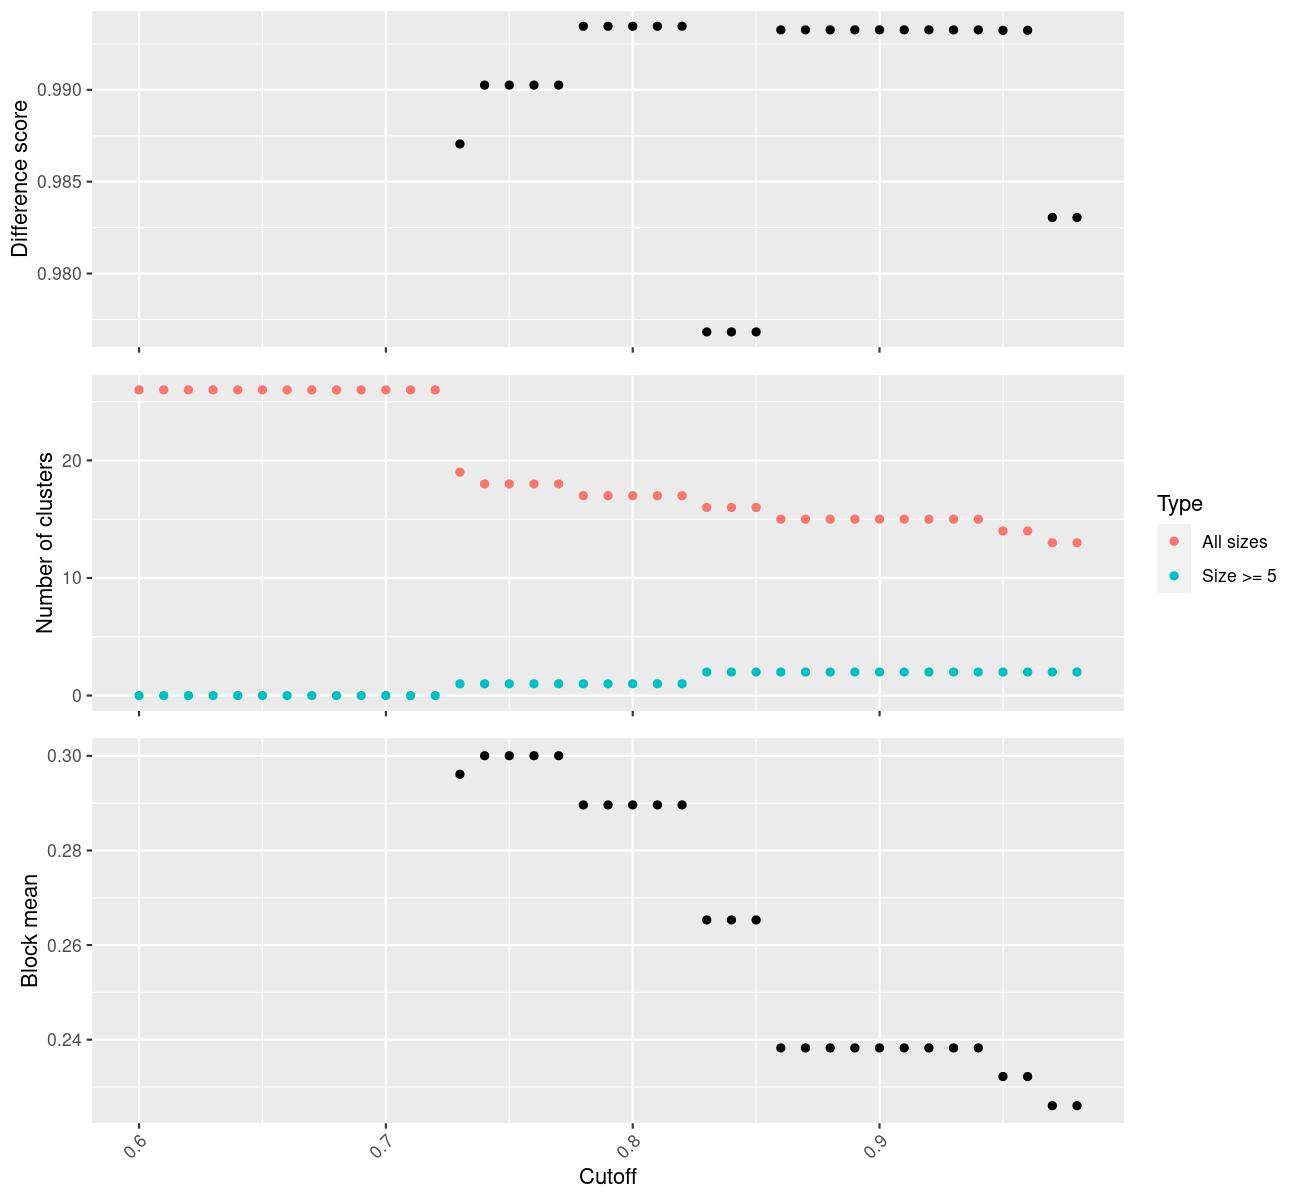 Difference score
0.990
0.985
0.980
Number of clusters
20
10
0
Type
All sizes
Size >= 5
Block mean
0.30
0.28
0.26
0.24
0.6
0.7
0.8
0.9
Cutoff